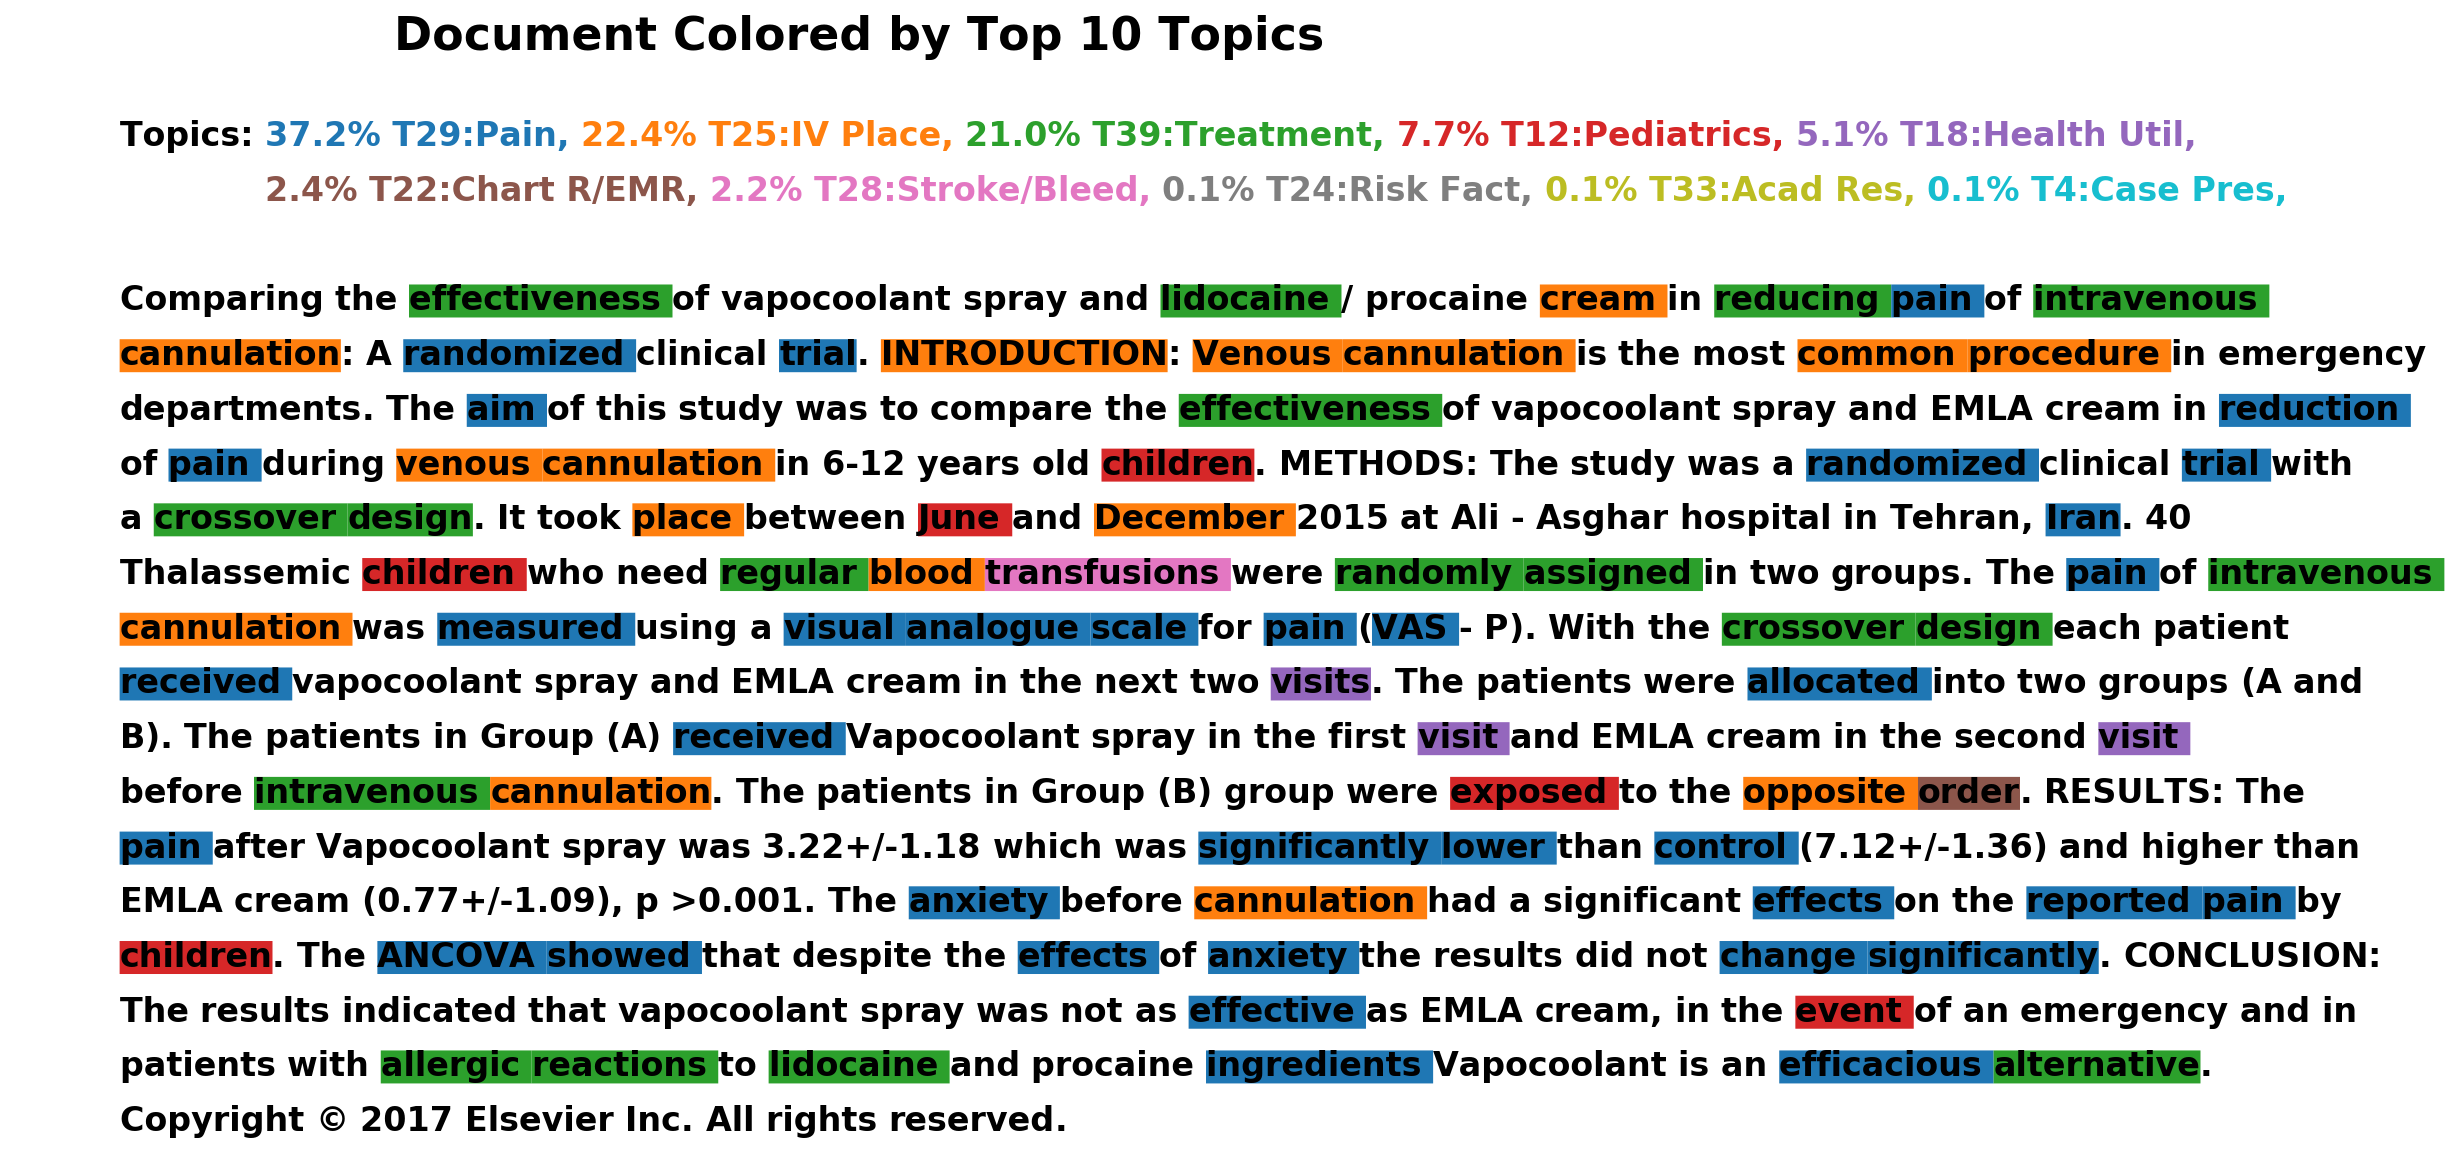 Document Colored by Top 10 Topics
Topics: 37.2% T29:Pain, 22.4% T25:IV Place, 21.0% T39:Treatment, 7.7% T12:Pediatrics, 5.1% T18:Health Util,
2.4% T22:Chart R/EMR, 2.2% T28:Stroke/Bleed, 0.1% T24:Risk Fact, 0.1% T33:Acad Res, 0.1% T4:Case Pres,
Comparing the effectiveness of vapocoolant spray and lidocaine / procaine cream in reducing pain of intravenous
cannulation: A randomized clinical trial. INTRODUCTION: Venous cannulation is the most common procedure in emergency
departments. The aim of this study was to compare the effectiveness of vapocoolant spray and EMLA cream in reduction
of pain during venous cannulation in 6-12 years old children. METHODS: The study was a randomized clinical trial with
a crossover design. It took place between June and December 2015 at Ali - Asghar hospital in Tehran, Iran. 40
Thalassemic children who need regular blood transfusions were randomly assigned in two groups. The pain of intravenous
cannulation was measured using a visual analogue scale for pain (VAS - P). With the crossover design each patient
received vapocoolant spray and EMLA cream in the next two visits. The patients were allocated into two groups (A and
B). The patients in Group (A) received Vapocoolant spray in the first visit and EMLA cream in the second visit
before intravenous cannulation. The patients in Group (B) group were exposed to the opposite order. RESULTS: The
pain after Vapocoolant spray was 3.22+/-1.18 which was significantly lower than control (7.12+/-1.36) and higher than
EMLA cream (0.77+/-1.09), p >0.001. The anxiety before cannulation had a significant effects on the reported pain by
children. The ANCOVA showed that despite the effects of anxiety the results did not change significantly. CONCLUSION:
The results indicated that vapocoolant spray was not as effective as EMLA cream, in the event of an emergency and in
patients with allergic reactions to lidocaine and procaine ingredients Vapocoolant is an efficacious alternative.
Copyright © 2017 Elsevier Inc. All rights reserved.